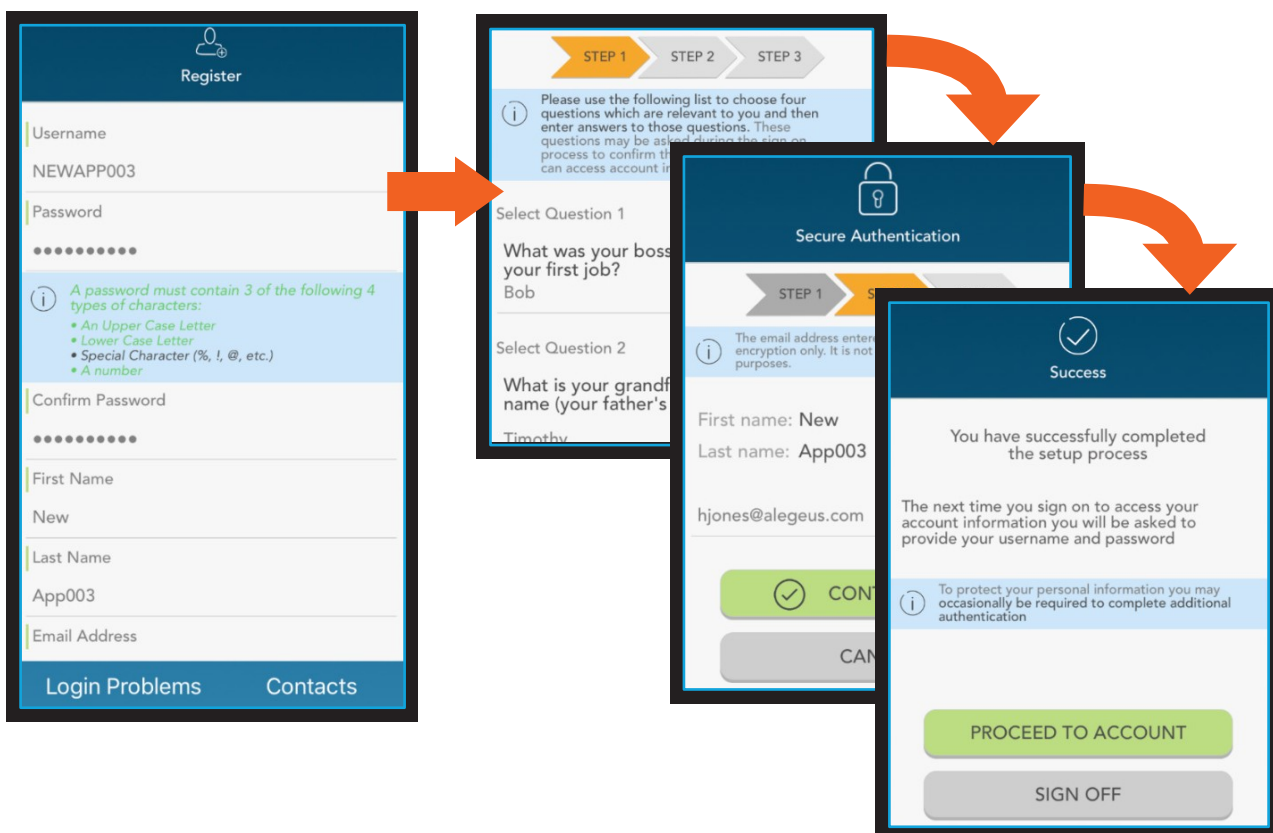 Register
Username
NEWAPP003
Password
A password must contain 3 of the following 4
types of characters:
• An Upper Case Letter
• Lower Case Letter
• Special Character (%, !, @, etc.)
• A number
Confirm Password
First Name
New
Last Name
App003
Email Address
Login Problems
Contacts
STEP 1
STEP 2
STEP 3
Please use the following list to choose four
questions which are relevant to you and then
enter answers to those questions. These
questions may be asked during the sign on
process to confirm
can access account
Select Question 1
What was your
your first job?
Bob
Select Question 2
What is your
name (your father's
Timothy
Secure Authentication
STEP 1
The email address
encryption only. It is not
purposes.
First name: New
Last name: App003
hjones@alegeus.com
Success
You have successfully completed
the setup process
The next time you sign on to access your
account information you will be asked to
provide your username and password
To protect your personal information you may
occasionally be required to complete additional
authentication
PROCEED TO ACCOUNT
SIGN OFF